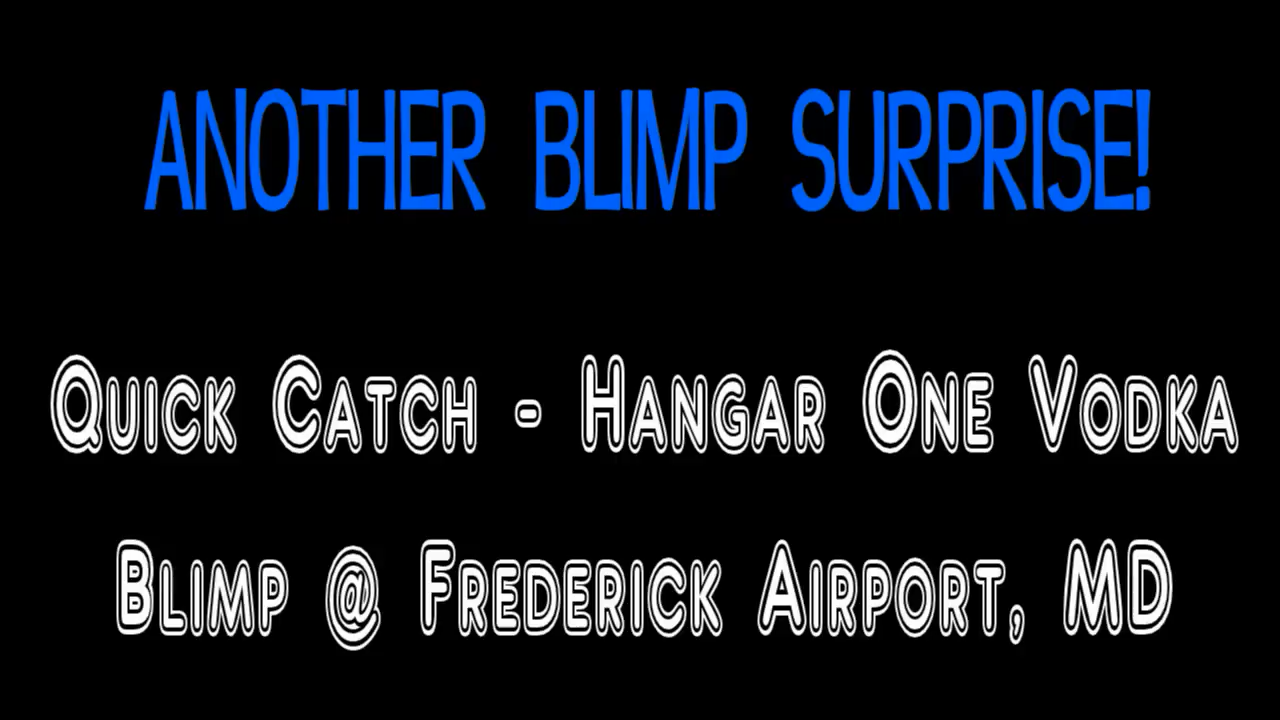 ANOTHER BLIMP SURPRISE!
Quick Catch - Hangar One Vodka
Blimp @ Frederick Airport, MD